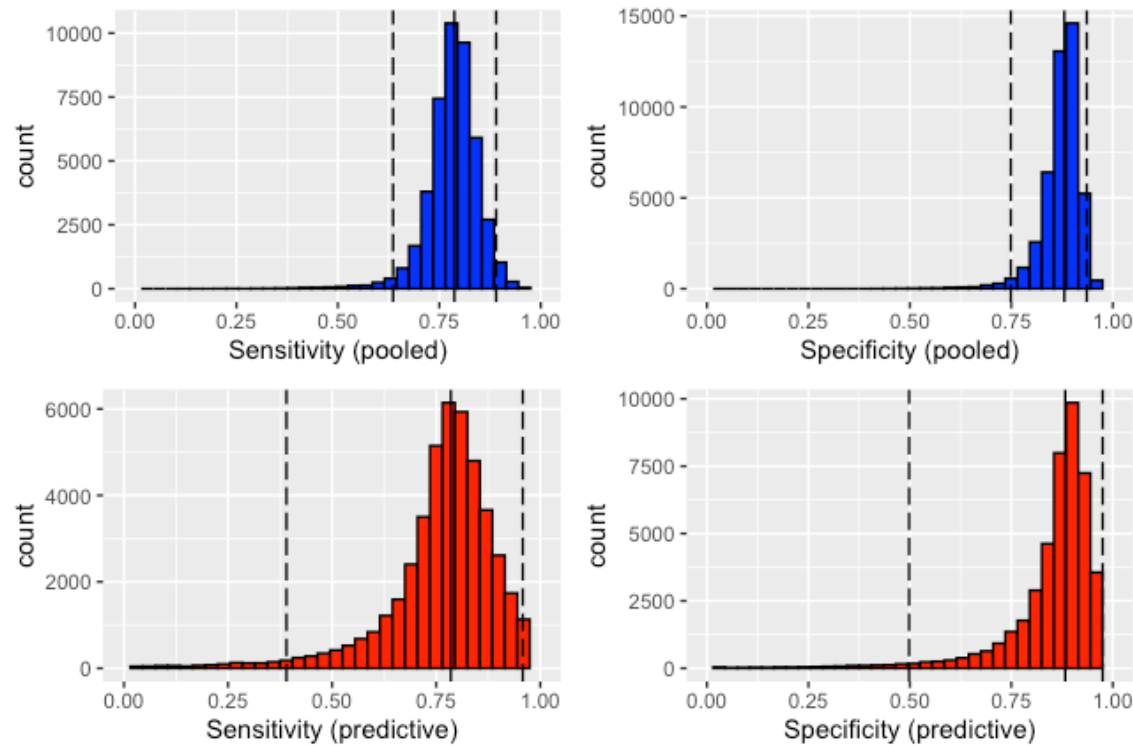 count
10000
7500
5000
2500
0
0.00 0.25 0.50 0.75 1.00
Sensitivity (pooled)
count
15000
10000
5000
0
0.00 0.25 0.50 0.75 1.00
Specificity (pooled)
count
6000
4000
2000
0
0.00 0.25 0.50 0.75 1.00
Sensitivity (predictive)
count
10000
7500
5000
2500
0
0.00 0.25 0.50 0.75 1.00
Specificity (predictive)